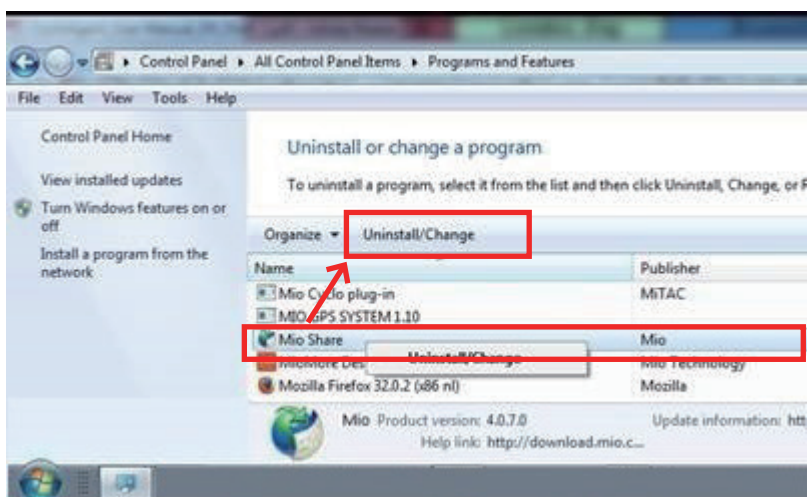 Control Panel ▸ All Control Panel Items ▸ Programs and Features
File Edit View Tools Help
Control Panel Home
View installed updates
Turn Windows features on or
off
Install a program from the
network
Uninstall or change a program
To uninstall a program, select it from the list and then click Uninstall, Change, or R
Organize Uninstall/Change
Name Publisher
Mio Cyclo plug-in MiTAC
MIO GPS SYSTEM 1.10
Mio Share Mio
MioMore Des Mio Technology
Uninstall/Change
Mozilla Firefox 32.0.2 (x86 nl) Mozilla
Mio Product version: 4.0.7.0 Update information: htt
Help link: http://download.mio.c...